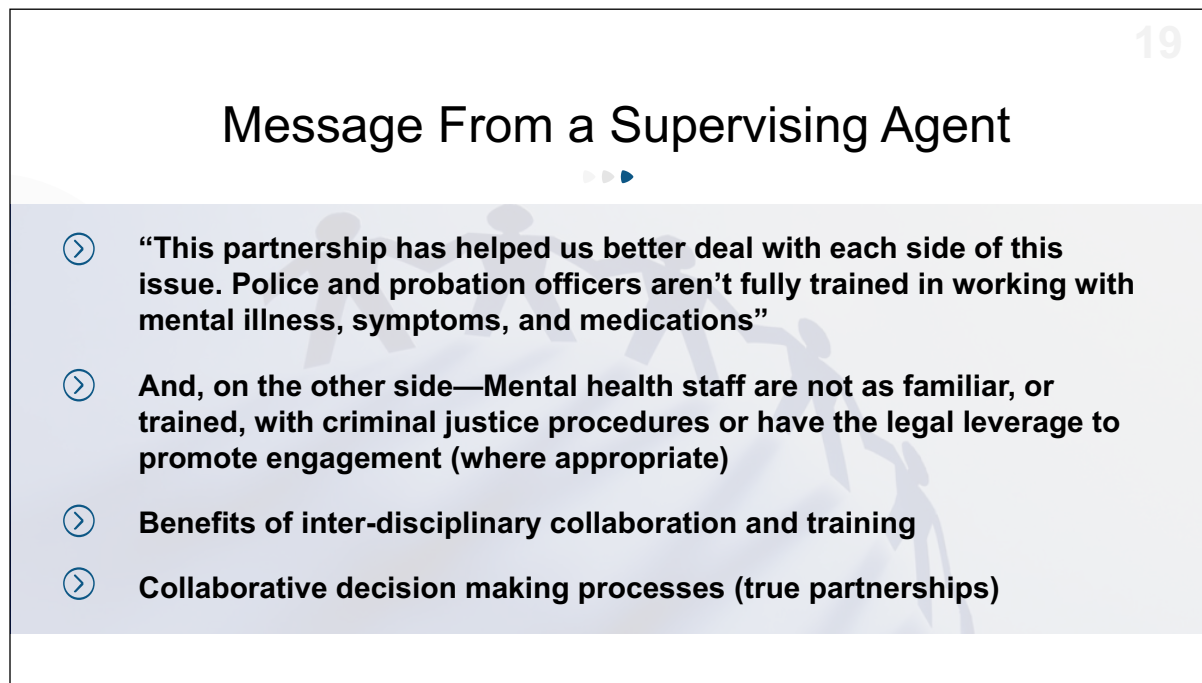 19
Message From a Supervising Agent
“This partnership has helped us better deal with each side of this
issue. Police and probation officers aren’t fully trained in working with
mental illness, symptoms, and medications”
And, on the other side—Mental health staff are not as familiar, or
trained, with criminal justice procedures or have the legal leverage to
promote engagement (where appropriate)
Benefits of inter-disciplinary collaboration and training
Collaborative decision making processes (true partnerships)